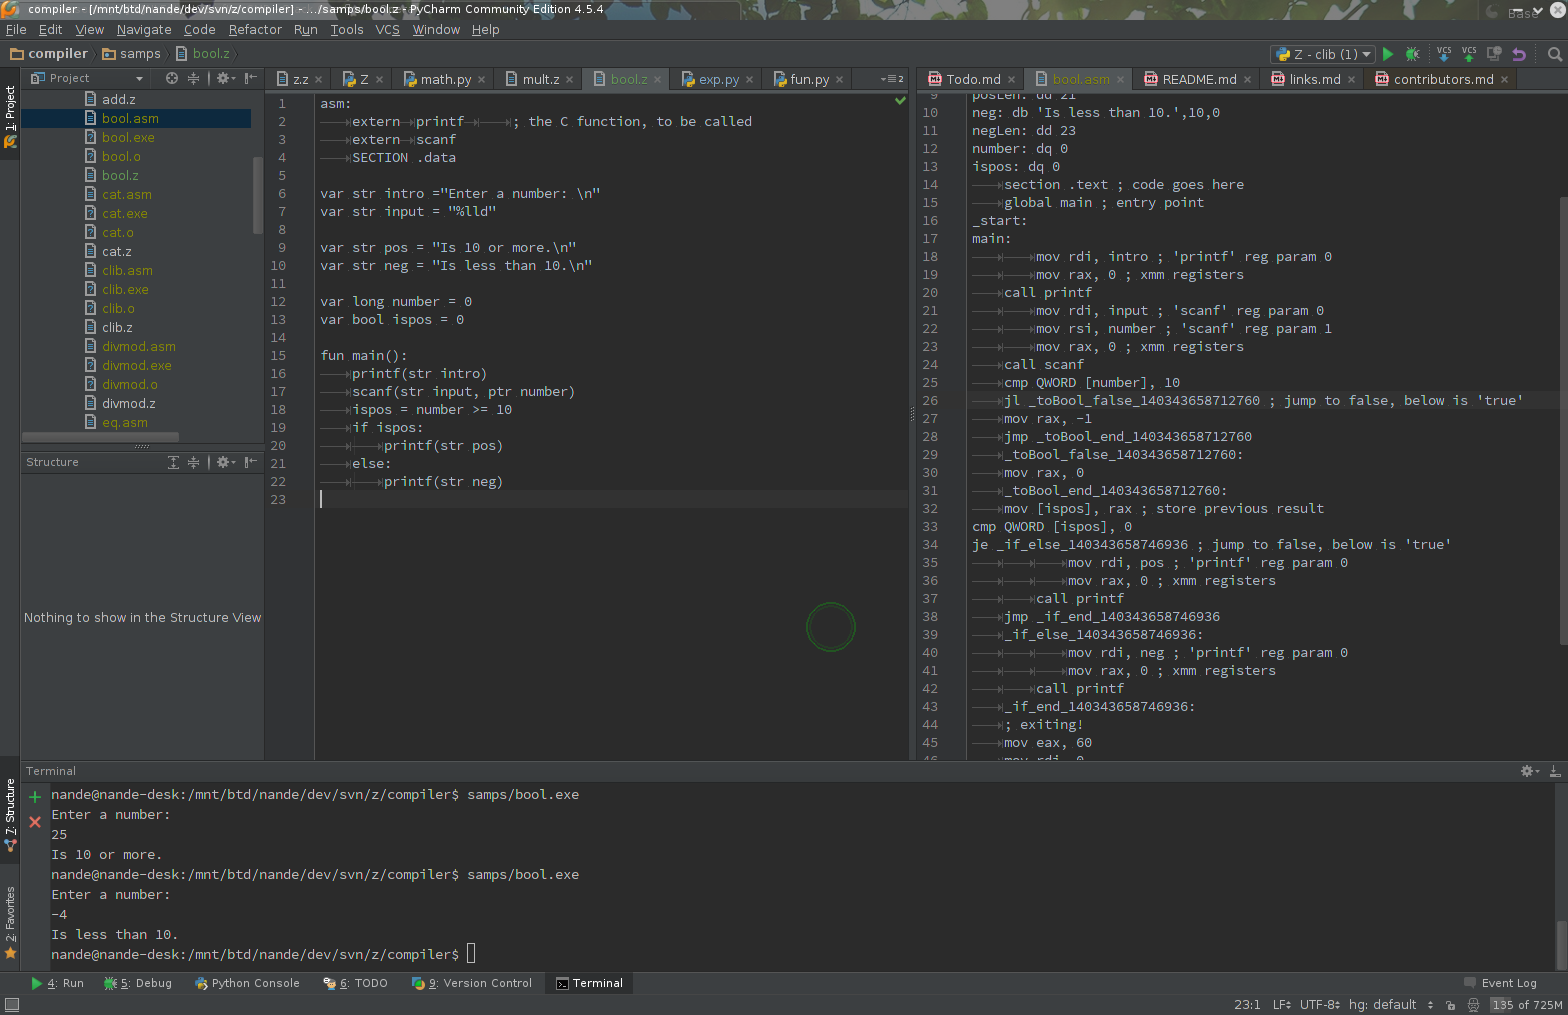 compiler - [/mnt/btd/nande/dev/svn/z/compiler] - .../samps/bool.z - PyCharm Community Edition 4.5.4
Base
File Edit View Navigate Code Refactor Run Tools VCS Window Help
compiler samps bool.z
Z - clib (1)
VCS VCS
1: Project
Project
add.z
bool.asm
bool.exe
bool.o
bool.z
cat.asm
cat.exe
cat.o
cat.z
clib.asm
clib.exe
clib.o
clib.z
divmod.asm
divmod.exe
divmod.o
divmod.z
eq.asm
Structure
Nothing to show in the Structure View
7: Structure
2: Favorites
z.z Z math.py mult.z bool.z exp.py fun.py
2
1 asm:
2 extern printf ; the C function, to be called
3 extern scanf
4 SECTION .data
5
6 var str intro ="Enter a number: \n"
7 var str input = "%lld"
8
9 var str pos = "Is 10 or more.\n"
10 var str neg = "Is less than 10.\n"
11
12 var long number = 0
13 var bool ispos = 0
14
15 fun main():
16 printf(str intro)
17 scanf(str input, ptr number)
18 ispos = number >= 10
19 if ispos:
20 printf(str pos)
21 else:
22 printf(str neg)
23
Todo.md bool.asm README.md links.md contributors.md
9 posLen: dd 21
10 neg: db 'Is less than 10.',10,0
11 negLen: dd 23
12 number: dq 0
13 ispos: dq 0
14 section .text ; code goes here
15 global main ; entry point
16 _start:
17 main:
18 mov rdi, intro ; 'printf' reg param 0
19 mov rax, 0 ; xmm registers
20 call printf
21 mov rdi, input ; 'scanf' reg param 0
22 mov rsi, number ; 'scanf' reg param 1
23 mov rax, 0 ; xmm registers
24 call scanf
25 cmp QWORD [number], 10
26 jl _toBool_false_140343658712760 ; jump to false, below is 'true'
27 mov rax, -1
28 jmp _toBool_end_140343658712760
29 _toBool_false_140343658712760:
30 mov rax, 0
31 _toBool_end_140343658712760:
32 mov [ispos], rax ; store previous result
33 cmp QWORD [ispos], 0
34 je _if_else_140343658746936 ; jump to false, below is 'true'
35 mov rdi, pos ; 'printf' reg param 0
36 mov rax, 0 ; xmm registers
37 call printf
38 jmp _if_end_140343658746936
39 _if_else_140343658746936:
40 mov rdi, neg ; 'printf' reg param 0
41 mov rax, 0 ; xmm registers
42 call printf
43 _if_end_140343658746936:
44 ; exiting!
45 mov eax, 60
46 mov rdi, 0
Terminal
nande@nande-desk:/mnt/btd/nande/dev/svn/z/compiler$ samps/bool.exe
Enter a number:
25
Is 10 or more.
nande@nande-desk:/mnt/btd/nande/dev/svn/z/compiler$ samps/bool.exe
Enter a number:
-4
Is less than 10.
nande@nande-desk:/mnt/btd/nande/dev/svn/z/compiler$
4: Run 5: Debug Python Console 6: TODO 9: Version Control Terminal Event Log
23:1 LF UTF-8 hg: default 135 of 725M